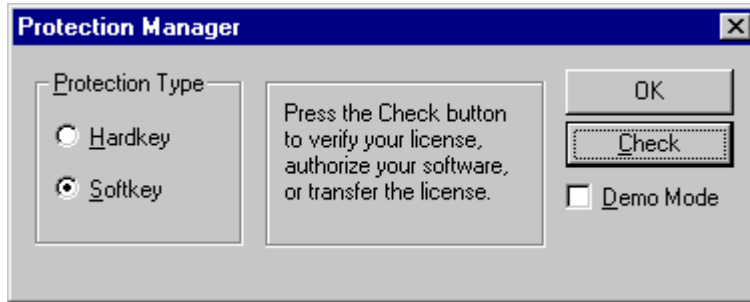 Protection Manager
Protection Type
Hardkey
Softkey
Press the Check button
to verify your license,
authorize your software,
or transfer the license.
OK
Check
Demo Mode